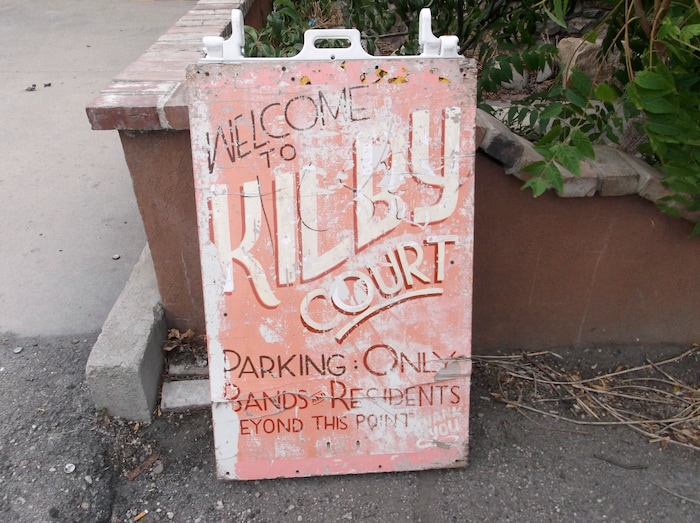 WELCOME
TO
KILBY
COURT
PARKING: ONLY
BANDS & RESIDENTS
EYOND THIS POINT
THANK
YOU